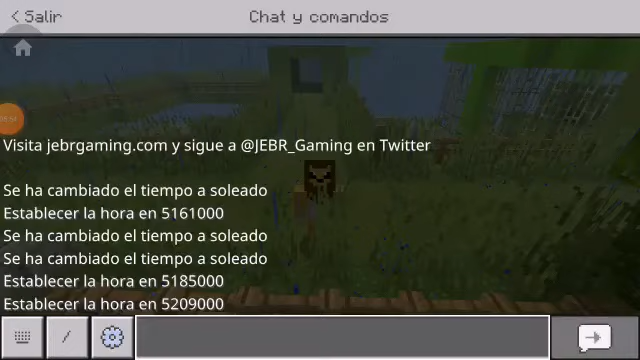 Salir
Chat y comandos
Visita jebrgaming.com y sigue a @JEBR_Gaming en Twitter
Se ha cambiado el tiempo a soleado
Establecer la hora en 5161000
Se ha cambiado el tiempo a soleado
Se ha cambiado el tiempo a soleado
Establecer la hora en 5185000
Establecer la hora en 5209000
/